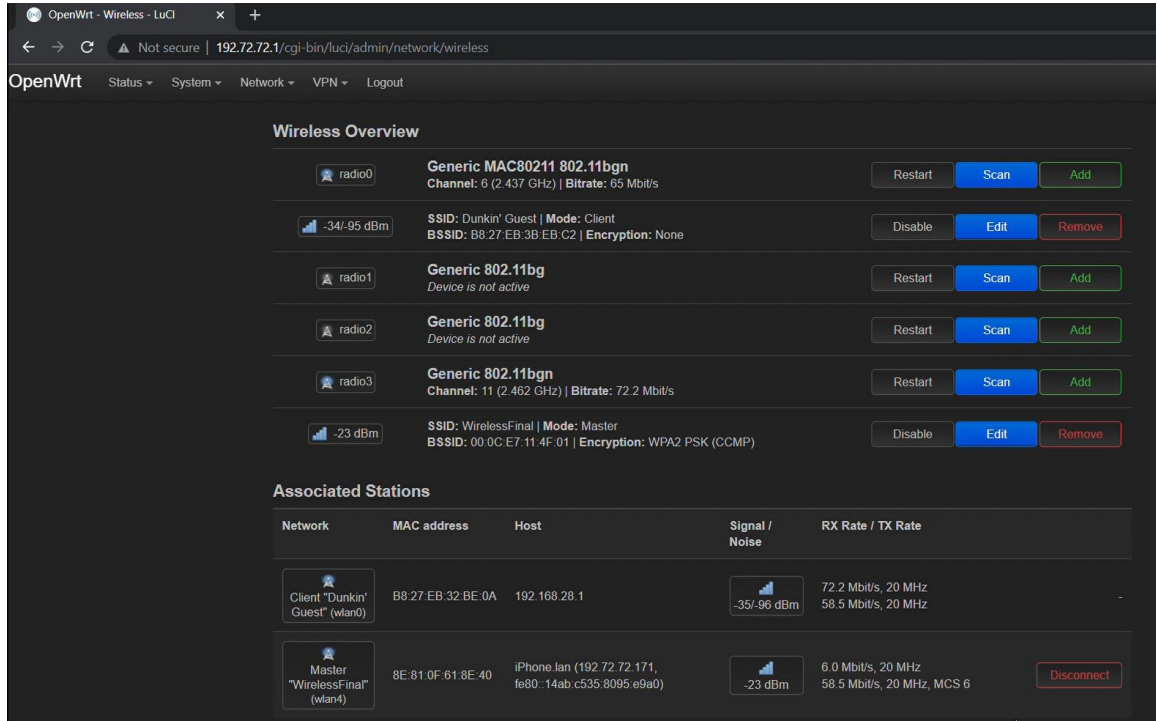 OpenWrt - Wireless - LuCI
Not secure | 192.72.72.1/cgi-bin/luci/admin/network/wireless
OpenWrt Status System Network VPN Logout
Wireless Overview
radio0
Generic MAC80211 802.11bgn
Channel: 6 (2.437 GHz) | Bitrate: 65 Mbit/s
Restart Scan Add
-34/-95 dBm
SSID: Dunkin' Guest | Mode: Client
BSSID: B8:27:EB:3B:EB:C2 | Encryption: None
Disable Edit Remove
radio1
Generic 802.11bg
Device is not active
Restart Scan Add
radio2
Generic 802.11bg
Device is not active
Restart Scan Add
radio3
Generic 802.11bgn
Channel: 11 (2.462 GHz) | Bitrate: 72.2 Mbit/s
Restart Scan Add
-23 dBm
SSID: WirelessFinal | Mode: Master
BSSID: 00:0C:E7:11:4F:01 | Encryption: WPA2 PSK (CCMP)
Disable Edit Remove
Associated Stations
Network MAC address Host Signal / Noise RX Rate / TX Rate
Client "Dunkin'
Guest" (wlan0)
B8:27:EB:32:BE:0A
192.168.28.1
-35/-96 dBm
72.2 Mbit/s, 20 MHz
58.5 Mbit/s, 20 MHz
-
Master
"WirelessFinal"
(wlan4)
8E:81:0F:61:8E:40
iPhone.lan (192.72.72.171,
fe80::14ab:c535:8095:e9a0)
-23 dBm
6.0 Mbit/s, 20 MHz
58.5 Mbit/s, 20 MHz, MCS 6
Disconnect